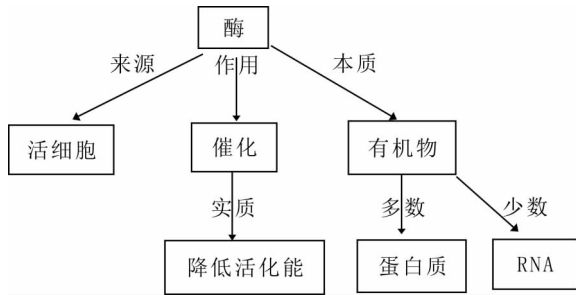 酶
来源
作用
本质
活细胞
催化
有机物
实质
多数
少数
降低活化能
蛋白质
RNA